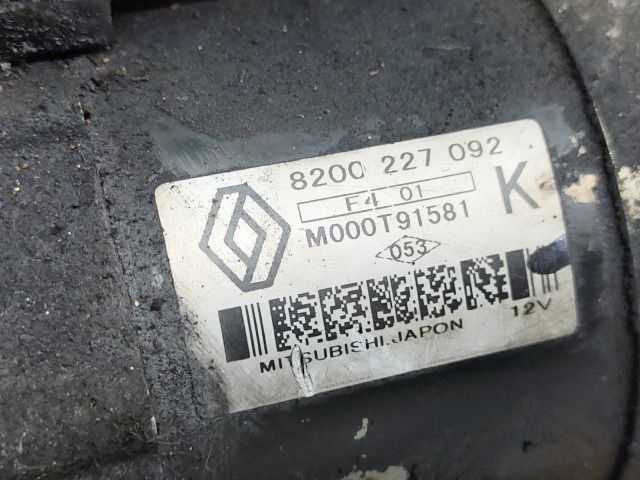 8200 227 092
F4 01
K
M000T91581
053
12V
MITSUBISHI.JAPON